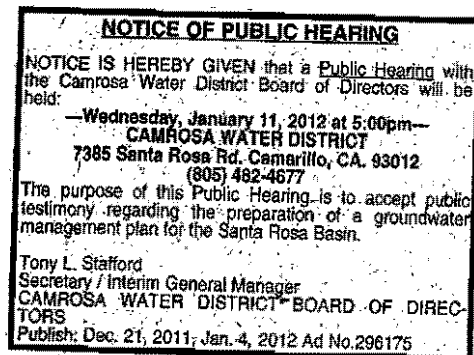 NOTICE OF PUBLIC HEARING
NOTICE IS HEREBY GIVEN that a Public Hearing with
the Camrosa Water District Board of Directors will be
held:
—Wednesday, January 11, 2012 at 5:00pm—
CAMROSA WATER DISTRICT
7385 Santa Rosa Rd. Camarillo, CA. 93012
(805) 482-4677
The purpose of this Public Hearing is to accept public
testimony regarding the preparation of a groundwater
management plan for the Santa Rosa Basin.
Tony L. Stafford
Secretary / Interim General Manager
CAMROSA WATER DISTRICT BOARD OF DIREC-
TORS
Publish: Dec. 21, 2011, Jan. 4, 2012 Ad No.296175